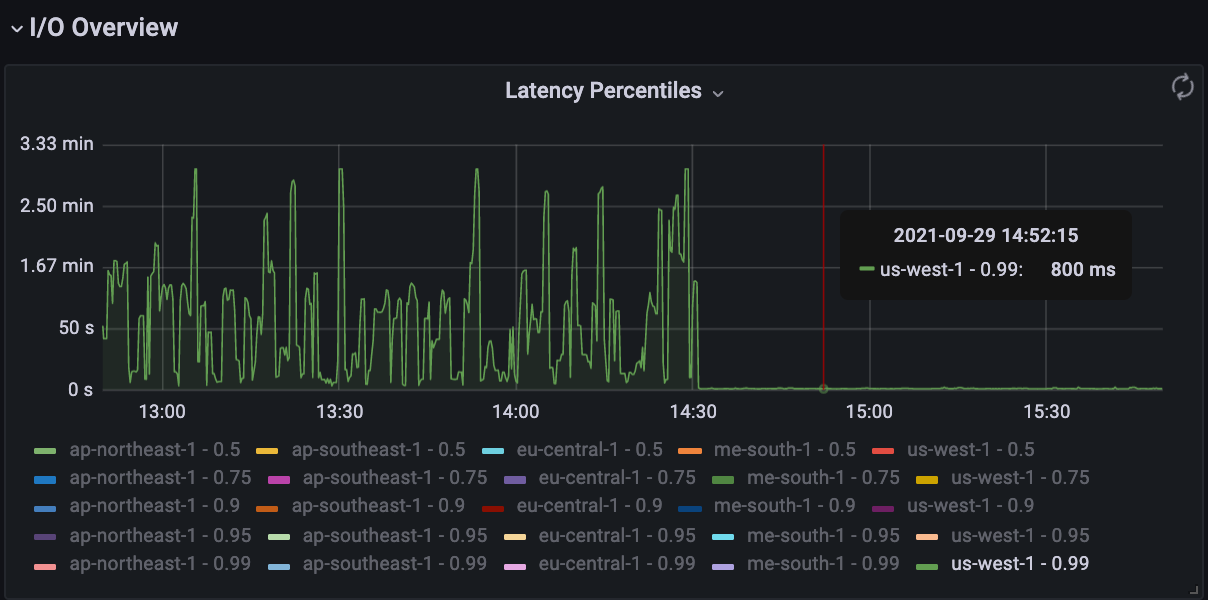 I/O Overview
Latency Percentiles
3.33 min
2.50 min
1.67 min
50 s
0 s
13:00 13:30 14:00 14:30 15:00 15:30
2021-09-29 14:52:15
us-west-1 - 0.99: 800 ms
ap-northeast-1 - 0.5 ap-southeast-1 - 0.5 eu-central-1 - 0.5 me-south-1 - 0.5 us-west-1 - 0.5
ap-northeast-1 - 0.75 ap-southeast-1 - 0.75 eu-central-1 - 0.75 me-south-1 - 0.75 us-west-1 - 0.75
ap-northeast-1 - 0.9 ap-southeast-1 - 0.9 eu-central-1 - 0.9 me-south-1 - 0.9 us-west-1 - 0.9
ap-northeast-1 - 0.95 ap-southeast-1 - 0.95 eu-central-1 - 0.95 me-south-1 - 0.95 us-west-1 - 0.95
ap-northeast-1 - 0.99 ap-southeast-1 - 0.99 eu-central-1 - 0.99 me-south-1 - 0.99 us-west-1 - 0.99